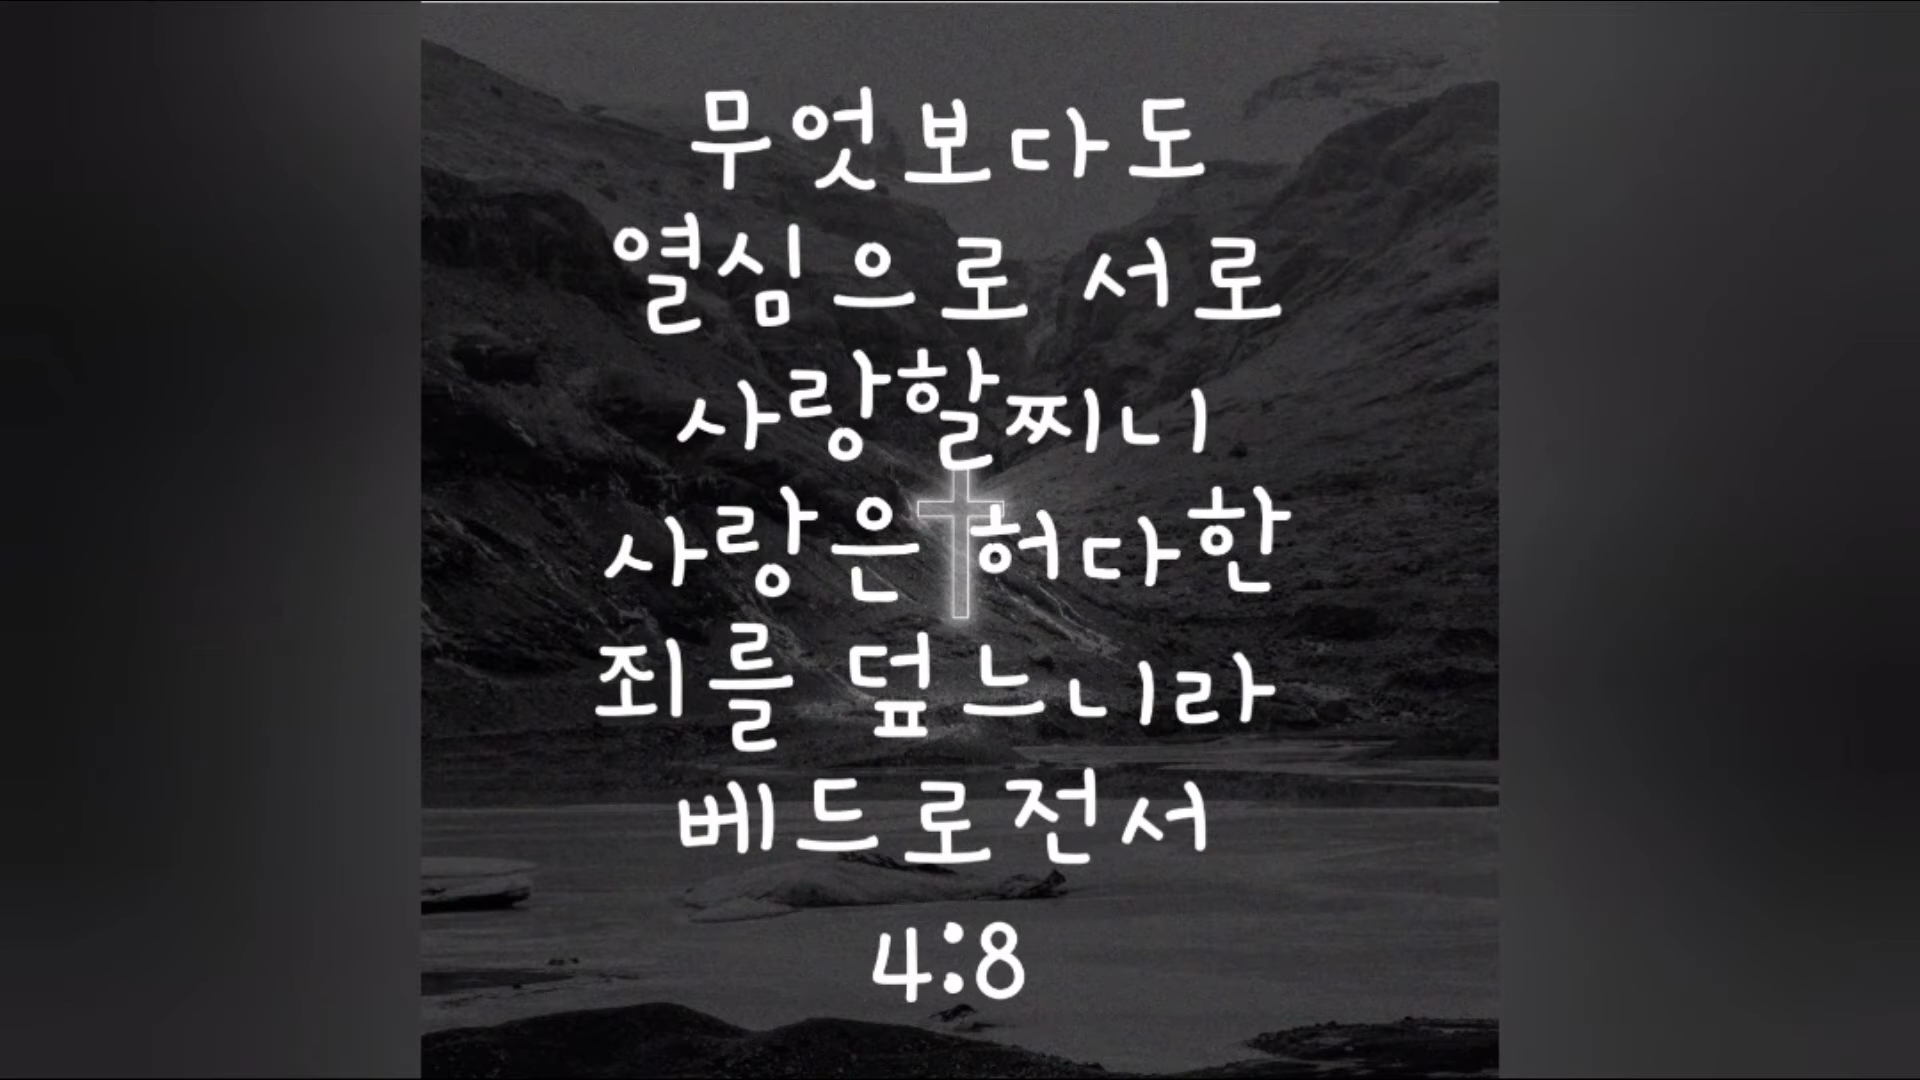 무엇보다도
열심으로 서로
사랑할찌니
사랑은 허다한
죄를 덮느니라
베드로전서
4:8